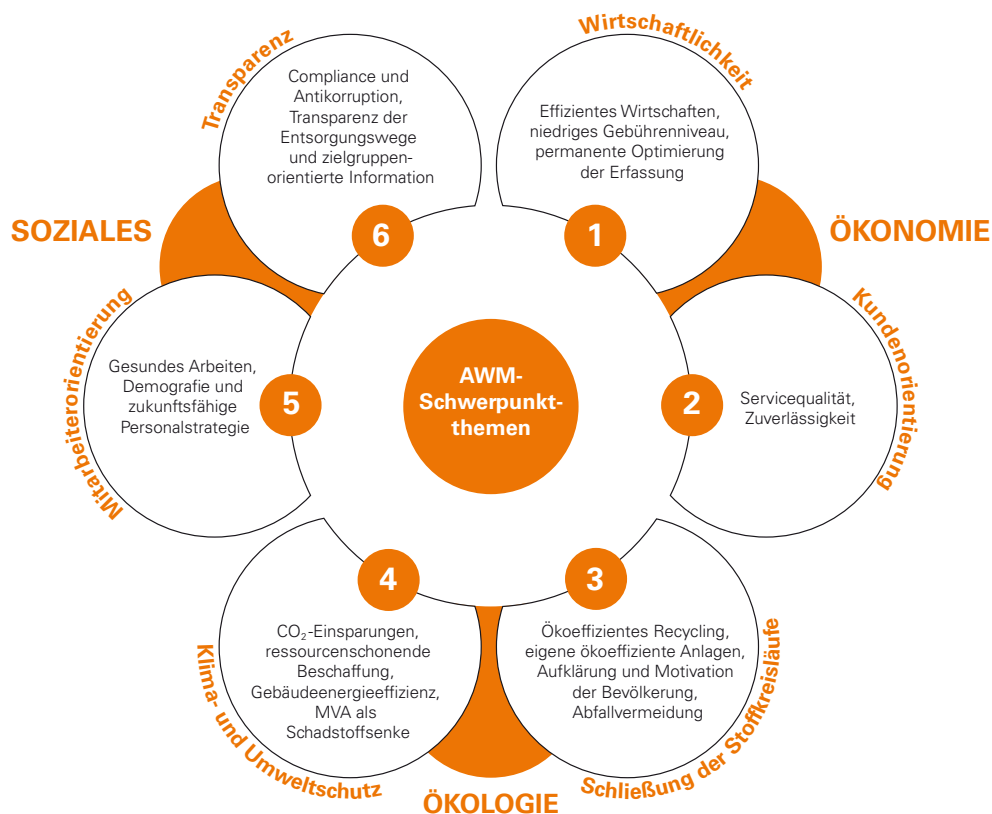 AWM-
Schwerpunkt-
themen
ÖKONOMIE
Wirtschaftlichkeit
1
Effizientes Wirtschaften,
niedriges Gebührenniveau,
permanente Optimierung
der Erfassung
Kundenorientierung
2
Servicequalität,
Zuverlässigkeit
ÖKOLOGIE
Schließung der Stoffkreisläufe
3
Ökoeffizientes Recycling,
eigene ökoeffiziente Anlagen,
Aufklärung und Motivation
der Bevölkerung,
Abfallvermeidung
Klima- und Umweltschutz
4
CO₂-Einsparungen,
ressourcenschonende
Beschaffung,
Gebäudeenergieeffizienz,
MVA als
Schadstoffsenke
SOZIALES
Mitarbeiterorientierung
5
Gesundes Arbeiten,
Demografie und
zukunftsfähige
Personalstrategie
Transparenz
6
Compliance und
Antikorruption,
Transparenz der
Entsorgungswege
und zielgruppen-
orientierte Information